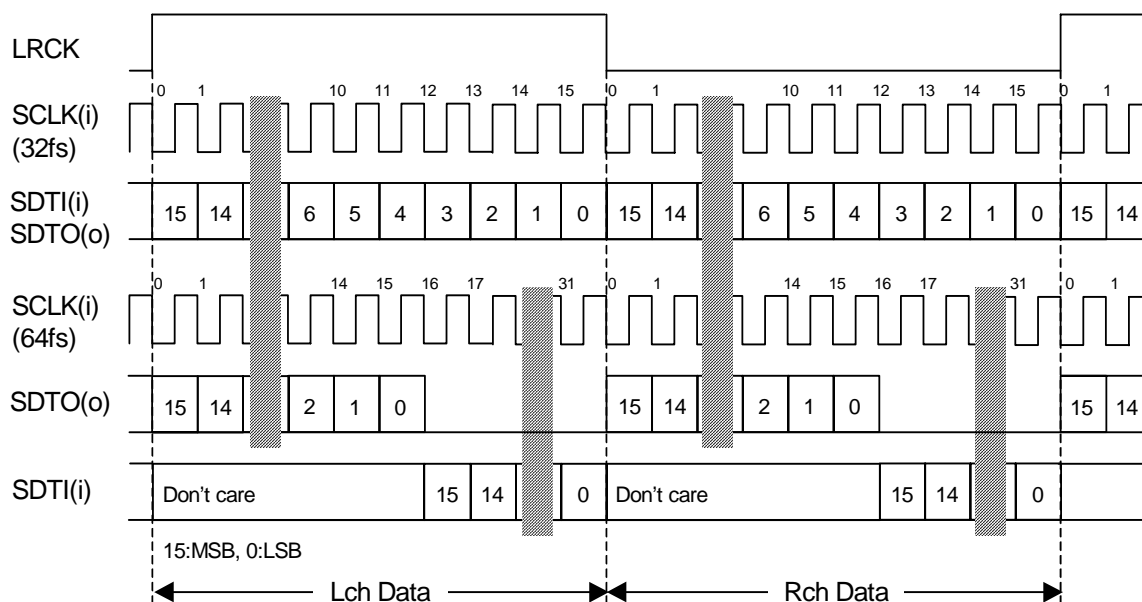 LRCK
0 1 10 11 12 13 14 15 0 1 10 11 12 13 14 15 0 1
SCLK(i)
(32fs)
SDTI(i)
SDTO(o)
15 14 6 5 4 3 2 1 0 15 14 6 5 4 3 2 1 0 15 14
0 1 14 15 16 17 31 0 1 14 15 16 17 31 0 1
SCLK(i)
(64fs)
SDTO(o)
15 14 2 1 0 15 14 2 1 0 15 14
SDTI(i)
Don't care 15 14 0 Don't care 15 14 0
15:MSB, 0:LSB
Lch Data Rch Data